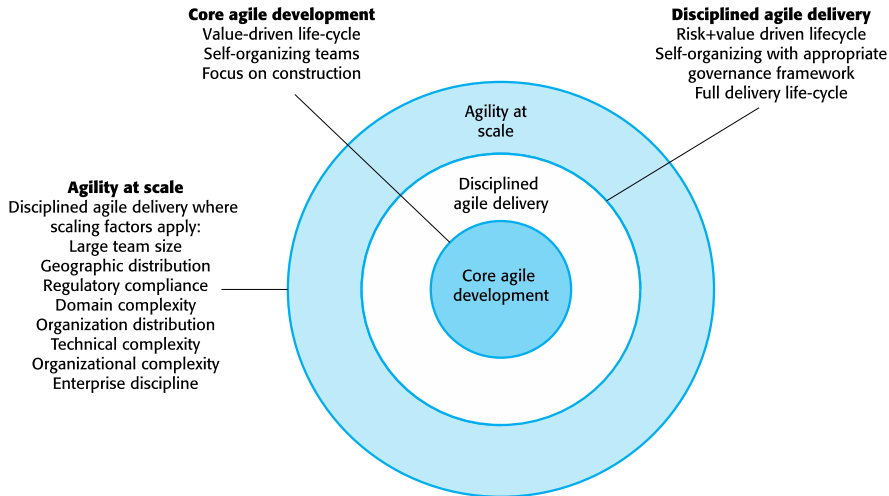 Core agile development
Value-driven life-cycle
Self-organizing teams
Focus on construction
Disciplined agile delivery
Risk+value driven lifecycle
Self-organizing with appropriate
governance framework
Full delivery life-cycle
Agility at scale
Disciplined agile delivery where
scaling factors apply:
Large team size
Geographic distribution
Regulatory compliance
Domain complexity
Organization distribution
Technical complexity
Organizational complexity
Enterprise discipline
Agility at
scale
Disciplined
agile delivery
Core agile
development